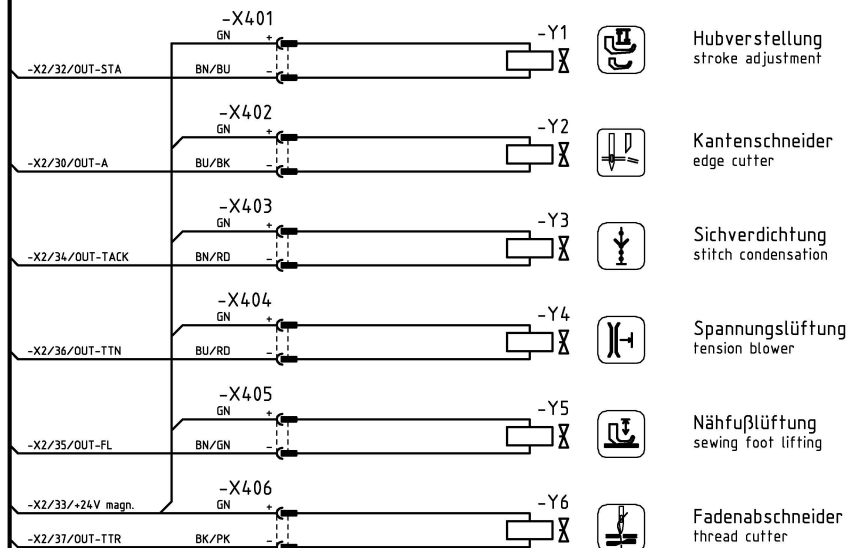 -X401
GN + -Y1 Hubverstellung
stroke adjustment
-X2/32/OUT-STA BN/BU -
-X402
GN + -Y2 Kantenschneider
edge cutter
-X2/30/OUT-A BU/BK -
-X403
GN + -Y3 Sichverdichtung
stitch condensation
-X2/34/OUT-TACK BN/RD -
-X404
GN + -Y4 Spannungslüftung
tension blower
-X2/36/OUT-TTN BU/RD -
-X405
GN + -Y5 Nähfußlüftung
sewing foot lifting
-X2/35/OUT-FL BN/GN -
-X406
-X2/33/+24V magn. GN + -Y6 Fadenabschneider
thread cutter
-X2/37/OUT-TTR BK/PK -